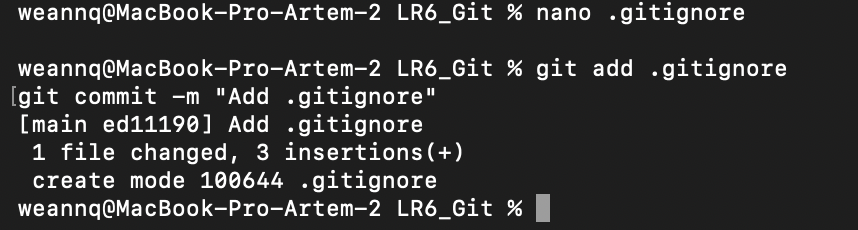 weannq@MacBook-Pro-Artem-2 LR6_Git % nano .gitignore
weannq@MacBook-Pro-Artem-2 LR6_Git % git add .gitignore
[git commit -m "Add .gitignore"
[main ed11190] Add .gitignore
1 file changed, 3 insertions(+)
create mode 100644 .gitignore
weannq@MacBook-Pro-Artem-2 LR6_Git %